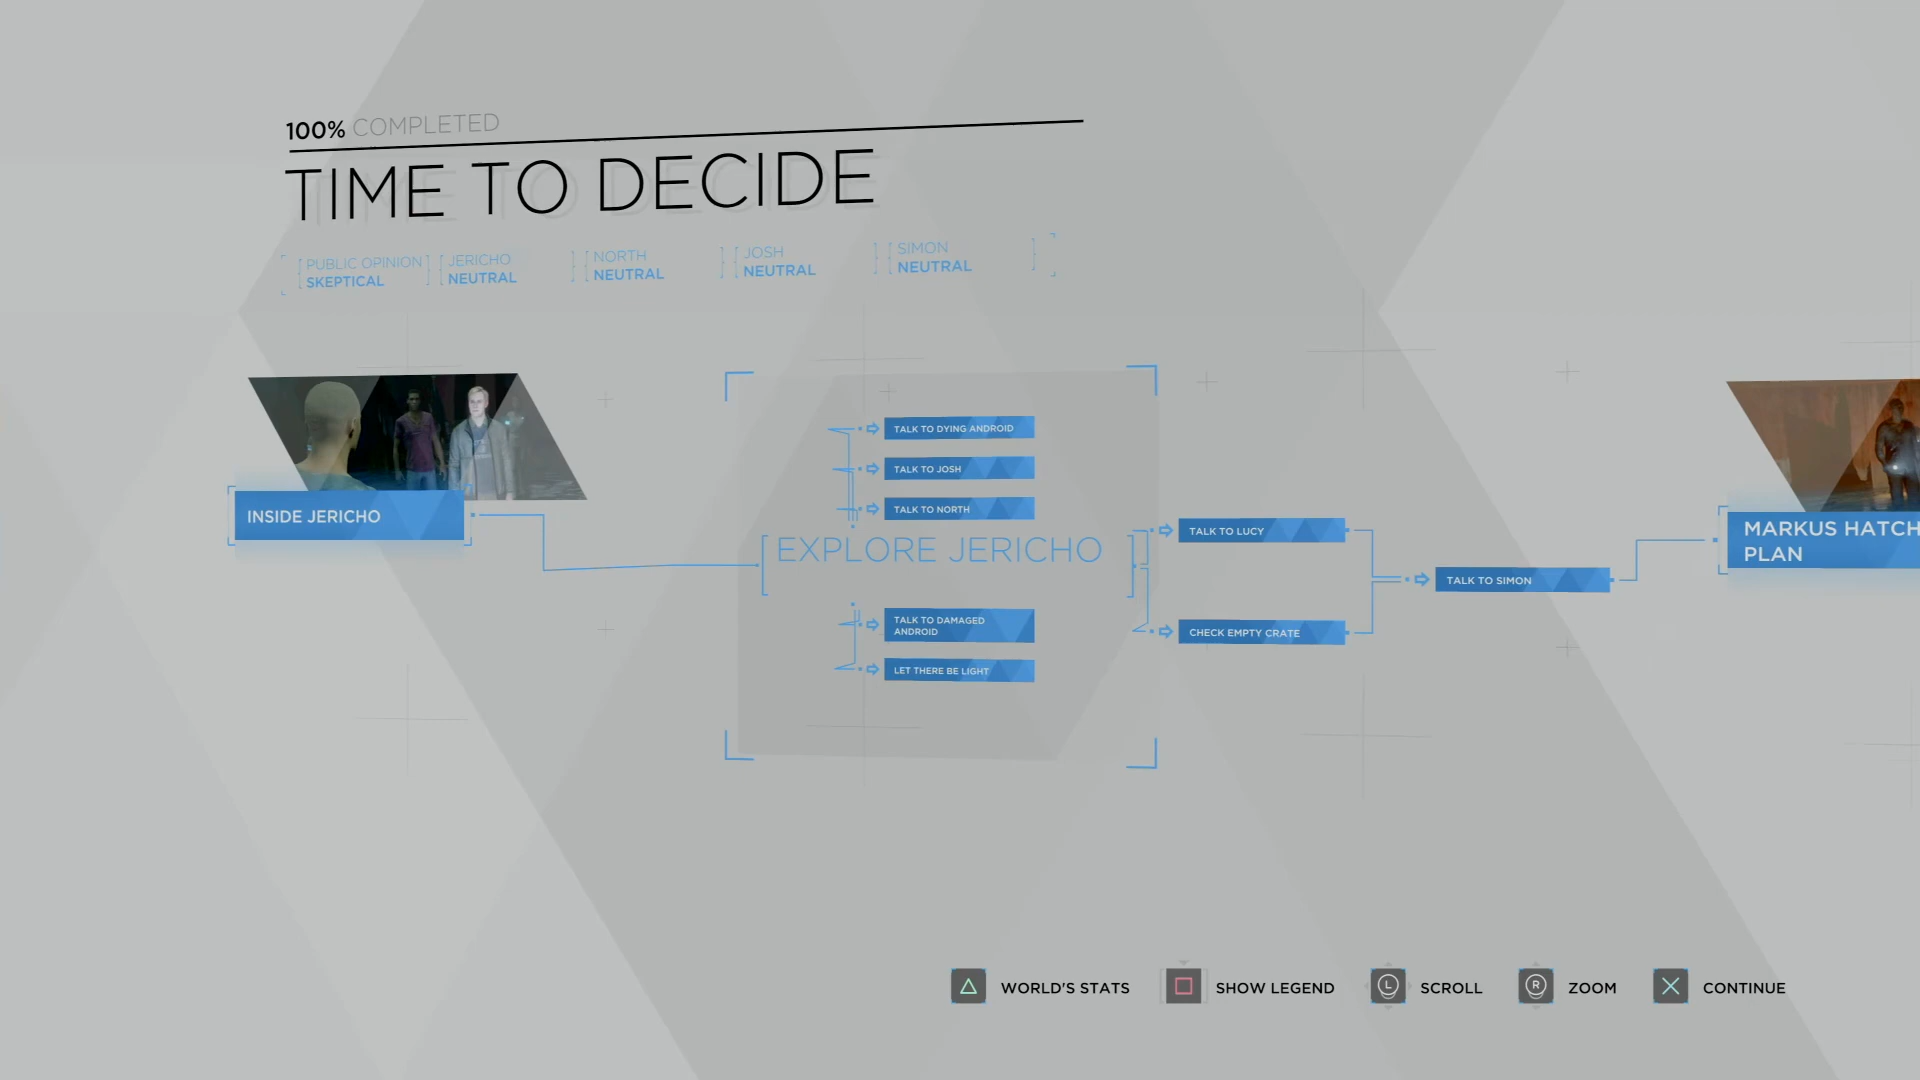 100% COMPLETED
TIME TO DECIDE
PUBLIC OPINION
SKEPTICAL
JERICHO
NEUTRAL
NORTH
NEUTRAL
JOSH
NEUTRAL
SIMON
NEUTRAL
INSIDE JERICHO
TALK TO DYING ANDROID
TALK TO JOSH
TALK TO NORTH
EXPLORE JERICHO
TALK TO DAMAGED
ANDROID
LET THERE BE LIGHT
TALK TO LUCY
CHECK EMPTY CRATE
TALK TO SIMON
MARKUS HATCH
PLAN
WORLD'S STATS
SHOW LEGEND
L
SCROLL
R
ZOOM
CONTINUE